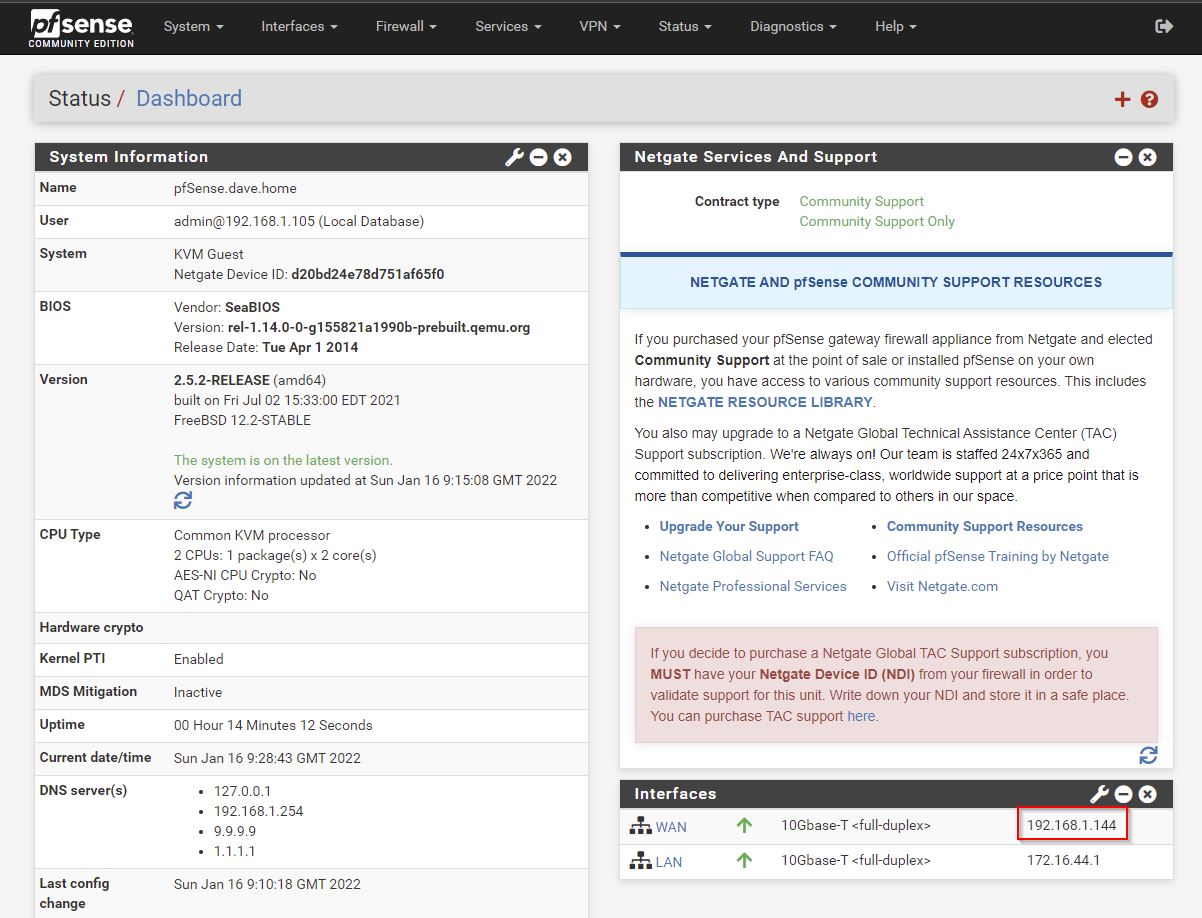 pfsense
COMMUNITY EDITION
System
Interfaces
Firewall
Services
VPN
Status
Diagnostics
Help
Status / Dashboard
System Information
Name pfSense.dave.home
User admin@192.168.1.105 (Local Database)
System KVM Guest
Netgate Device ID: d20bd24e78d751af65f0
BIOS Vendor: SeaBIOS
Version: rel-1.14.0-0-g155821a1990b-prebuilt.qemu.org
Release Date: Tue Apr 1 2014
Version 2.5.2-RELEASE (amd64)
built on Fri Jul 02 15:33:00 EDT 2021
FreeBSD 12.2-STABLE
The system is on the latest version.
Version information updated at Sun Jan 16 9:15:08 GMT 2022
CPU Type Common KVM processor
2 CPUs: 1 package(s) x 2 core(s)
AES-NI CPU Crypto: No
QAT Crypto: No
Hardware crypto
Kernel PTI Enabled
MDS Mitigation Inactive
Uptime 00 Hour 14 Minutes 12 Seconds
Current date/time Sun Jan 16 9:28:43 GMT 2022
DNS server(s) • 127.0.0.1
• 192.168.1.254
• 9.9.9.9
• 1.1.1.1
Last config Sun Jan 16 9:10:18 GMT 2022
change
Netgate Services And Support
Contract type Community Support
Community Support Only
NETGATE AND pfSense COMMUNITY SUPPORT RESOURCES
If you purchased your pfSense gateway firewall appliance from Netgate and elected
Community Support at the point of sale or installed pfSense on your own
hardware, you have access to various community support resources. This includes
the NETGATE RESOURCE LIBRARY.
You also may upgrade to a Netgate Global Technical Assistance Center (TAC)
Support subscription. We're always on! Our team is staffed 24x7x365 and
committed to delivering enterprise-class, worldwide support at a price point that is
more than competitive when compared to others in our space.
• Upgrade Your Support
• Netgate Global Support FAQ
• Netgate Professional Services
• Community Support Resources
• Official pfSense Training by Netgate
• Visit Netgate.com
If you decide to purchase a Netgate Global TAC Support subscription, you
MUST have your Netgate Device ID (NDI) from your firewall in order to
validate support for this unit. Write down your NDI and store it in a safe place.
You can purchase TAC support here.
Interfaces
WAN 10Gbase-T <full-duplex> 192.168.1.144
LAN 10Gbase-T <full-duplex> 172.16.44.1